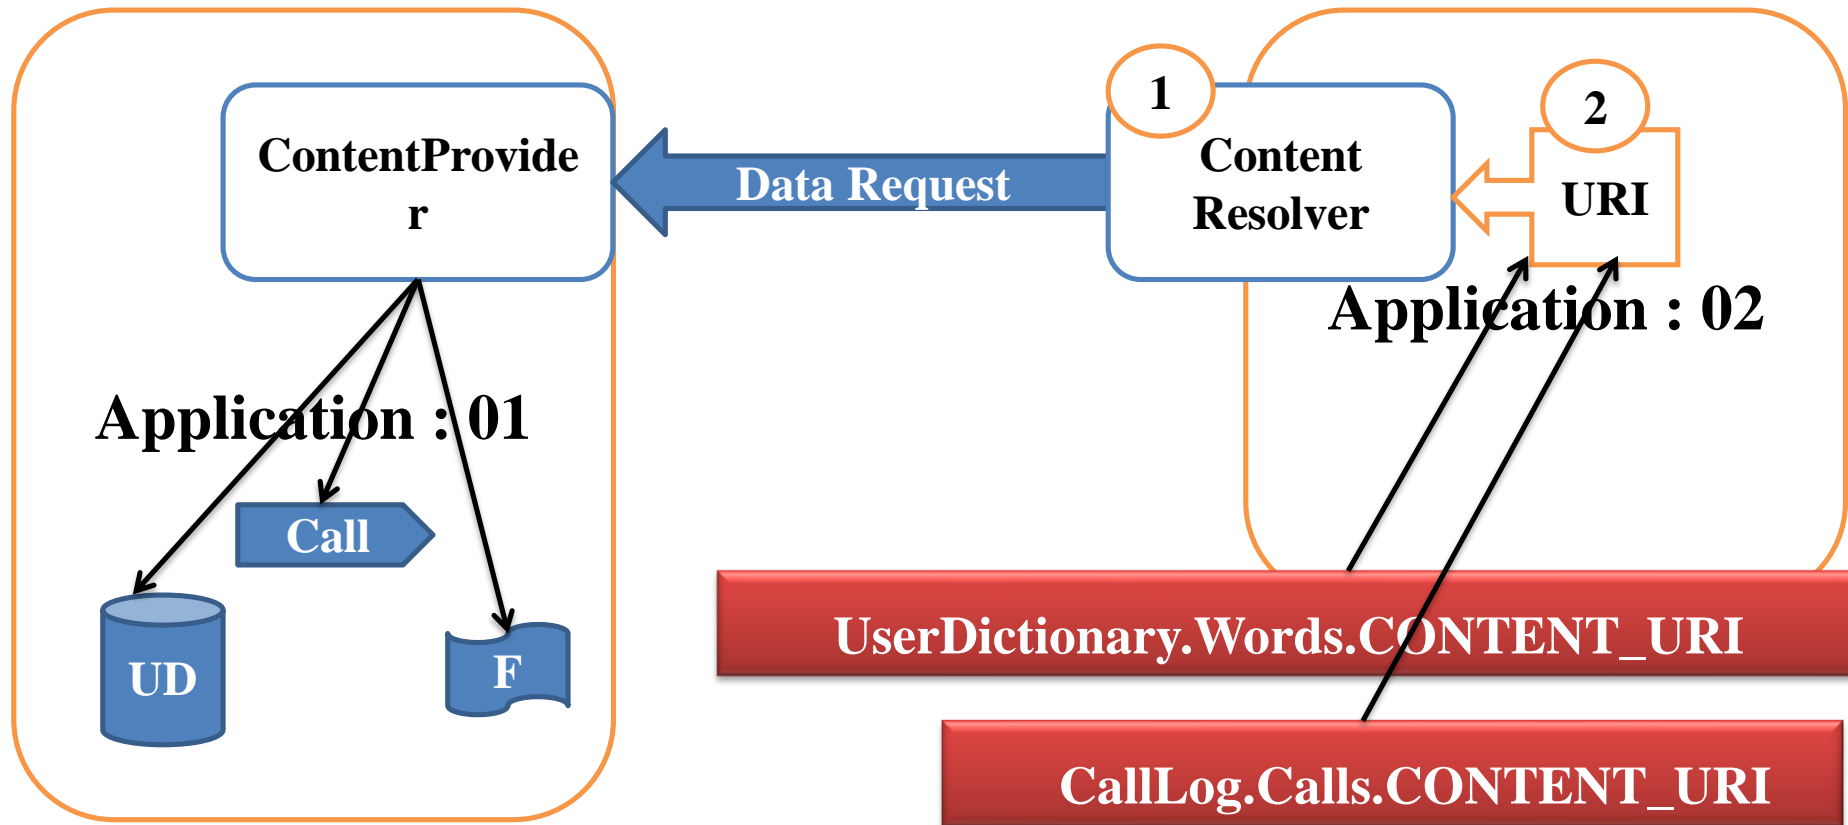 1
2
ContentProvide
r
Data Request
Content
Resolver
URI
Application : 02
Application : 01
Call
UD
F
UserDictionary.Words.CONTENT_URI
CallLog.Calls.CONTENT_URI